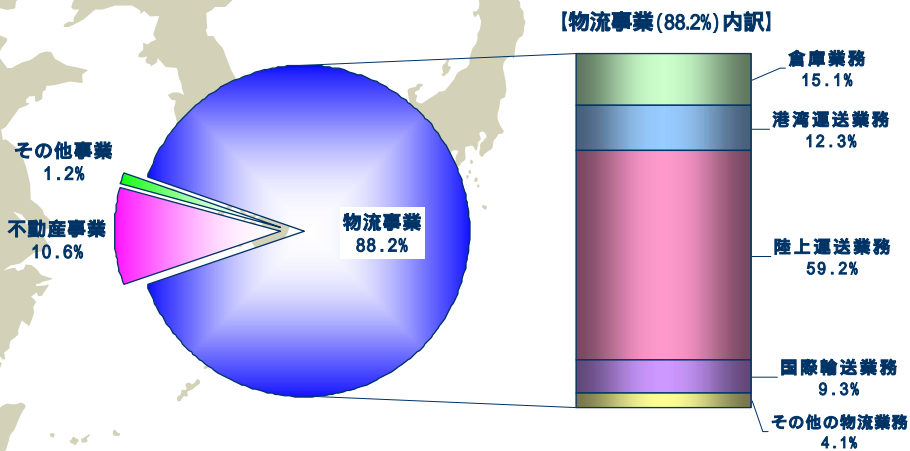 【物流事業(88.2%)内訳】
その他事業
1.2%
不動産事業
10.6%
物流事業
88.2%
倉庫業務
15.1%
港湾運送業務
12.3%
陸上運送業務
59.2%
国際輸送業務
9.3%
その他の物流業務
4.1%